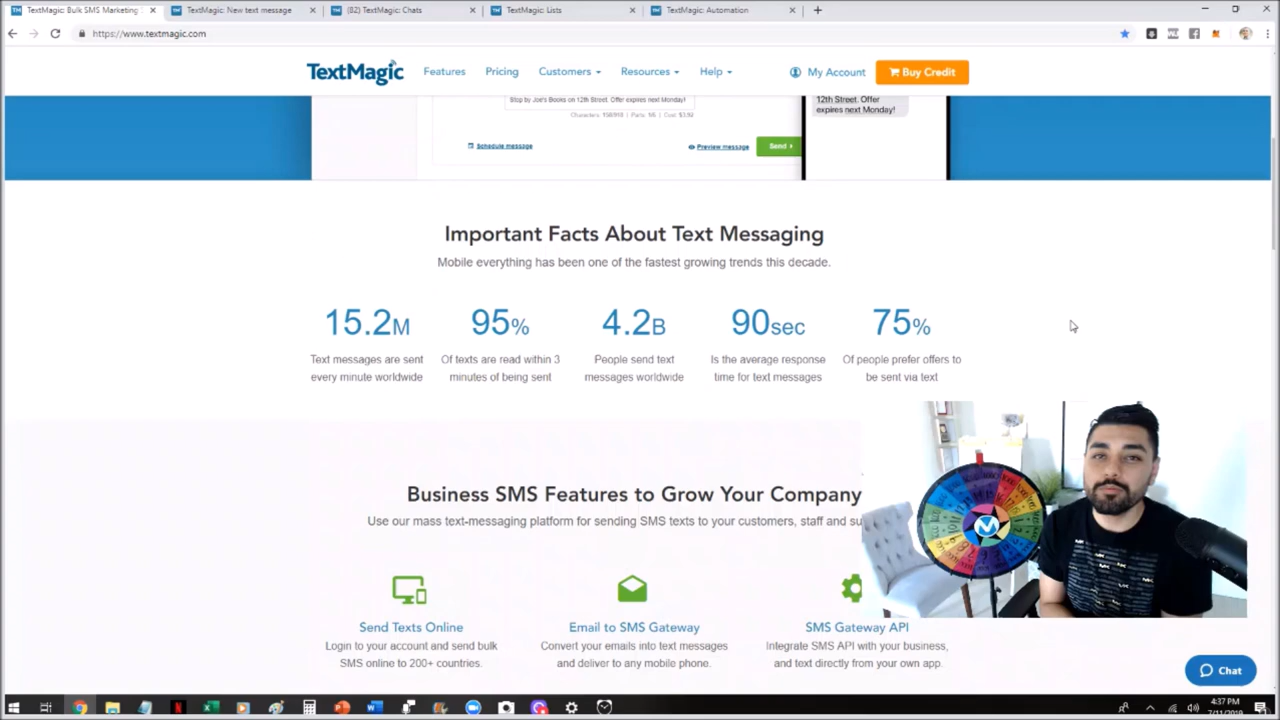 TextMagic: Bulk SMS Marketing
TextMagic: New text message
(82) TextMagic: Chats
TextMagic: Lists
TextMagic: Automation
https://www.textmagic.com
TextMagic
Features
Pricing
Customers
Resources
Help
My Account
Buy Credit
Stop by Joe's Books on 12th Street. Offer expires next Monday!
12th Street. Offer
expires next Monday!
Schedule message
Preview message
Send
Important Facts About Text Messaging
Mobile everything has been one of the fastest growing trends this decade.
15.2M
95%
4.2B
90sec
75%
Text messages are sent
every minute worldwide
Of texts are read within 3
minutes of being sent
People send text
messages worldwide
Is the average response
time for text messages
Of people prefer offers to
be sent via text
Business SMS Features to Grow Your Company
Use our mass text-messaging platform for sending SMS texts to your customers, staff and su
Send Texts Online
Email to SMS Gateway
SMS Gateway API
Login to your account and send bulk
SMS online to 200+ countries.
Convert your emails into text messages
and deliver to any mobile phone.
Integrate SMS API with your business,
and text directly from your own app.
Chat
4:37 PM
7/11/2019